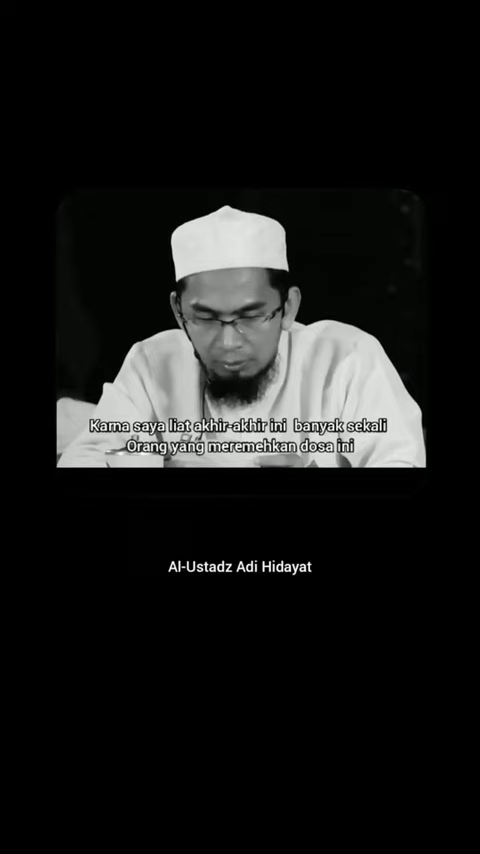 Karna saya liat akhir-akhir ini banyak sekali
Orang yang meremehkan dosa ini
Al-Ustadz Adi Hidayat